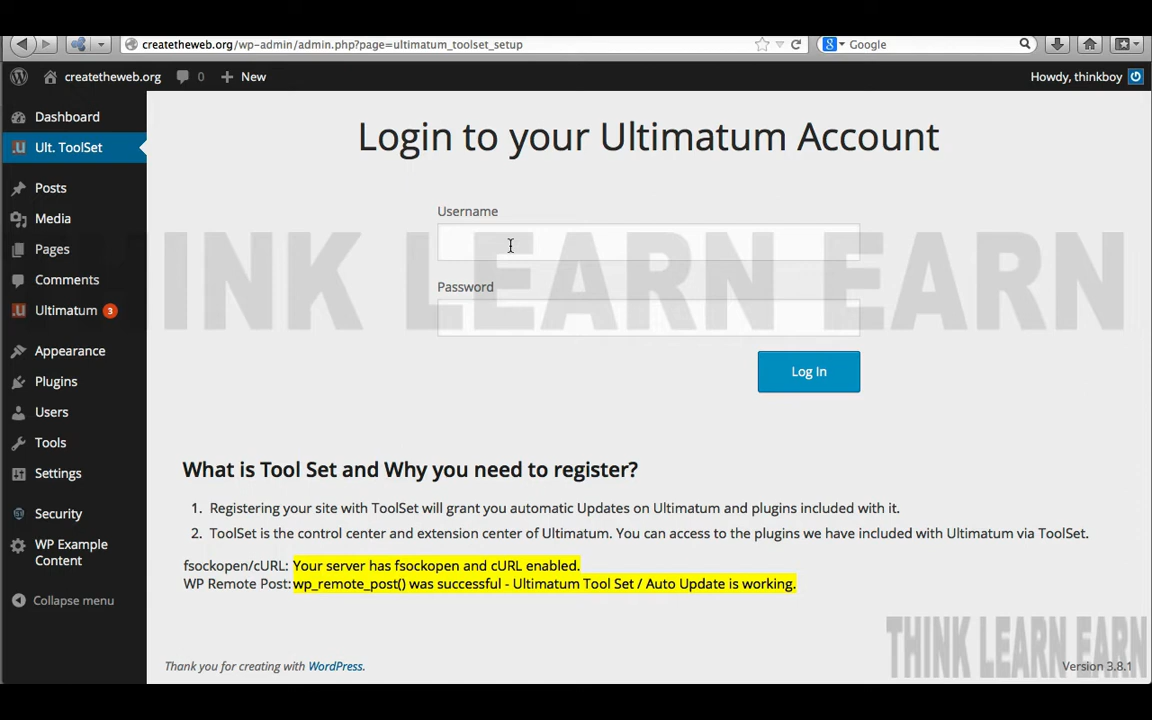 createtheweb.org/wp-admin/admin.php?page=ultimatum_toolset_setup
Google
createtheweb.org
0
New
Howdy, thinkboy
Dashboard
Ult. ToolSet
Posts
Media
Pages
Comments
Ultimatum 3
Appearance
Plugins
Users
Tools
Settings
Security
WP Example
Content
Collapse menu
Login to your Ultimatum Account
Username
Password
Log In
THINK LEARN EARN
What is Tool Set and Why you need to register?
1. Registering your site with ToolSet will grant you automatic Updates on Ultimatum and plugins included with it.
2. ToolSet is the control center and extension center of Ultimatum. You can access to the plugins we have included with Ultimatum via ToolSet.
fsockopen/cURL: Your server has fsockopen and cURL enabled.
WP Remote Post: wp_remote_post() was successful - Ultimatum Tool Set / Auto Update is working.
THINK LEARN EARN
Thank you for creating with WordPress.
Version 3.8.1